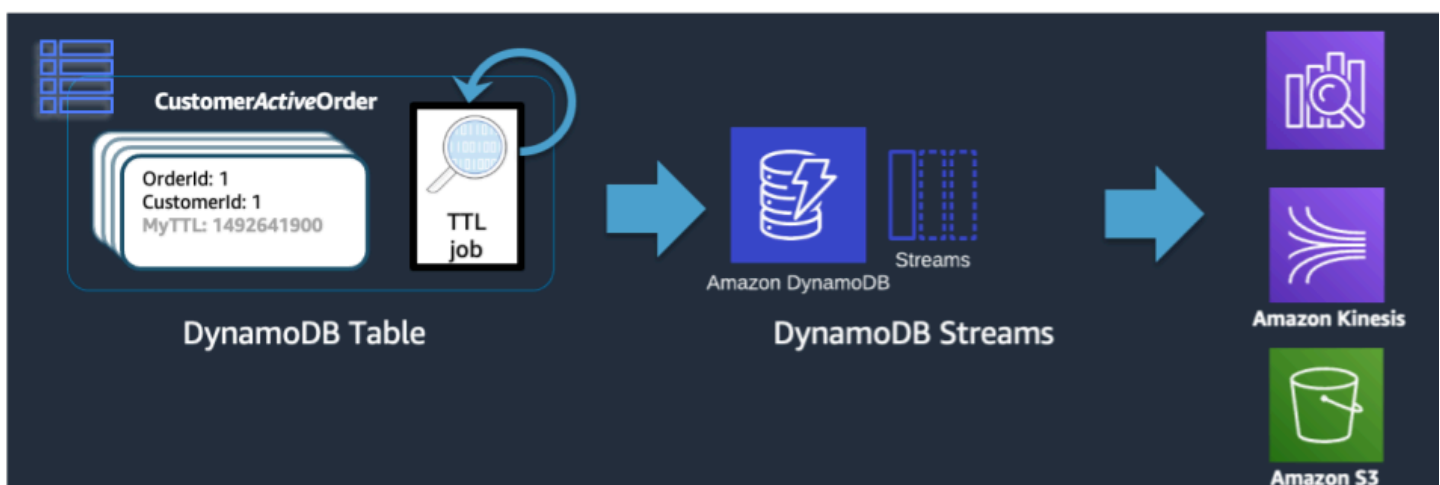 CustomerActiveOrder
OrderId: 1
CustomerId: 1
MyTTL: 1492641900
TTL
job
DynamoDB Table
Amazon DynamoDB
Streams
DynamoDB Streams
Amazon Kinesis
Amazon S3